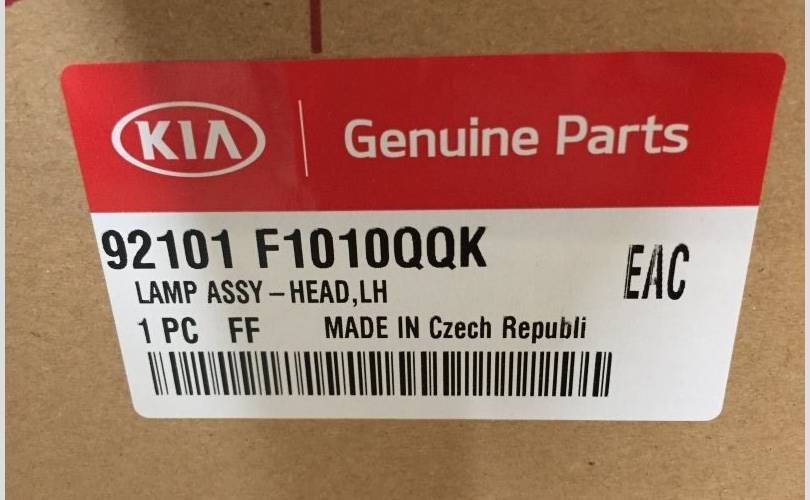 KIA Genuine Parts
92101 F1010QQK
EAC
LAMP ASSY-HEAD,LH
1 PC FF MADE IN Czech Republi